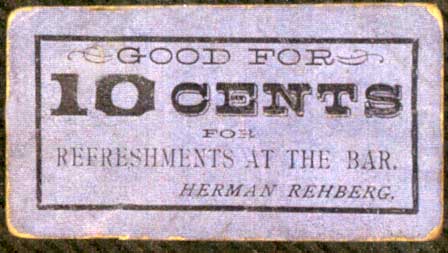 GOOD FOR
10 CENTS
FOR
REFRESHMENTS AT THE BAR.
HERMAN REHBERG.